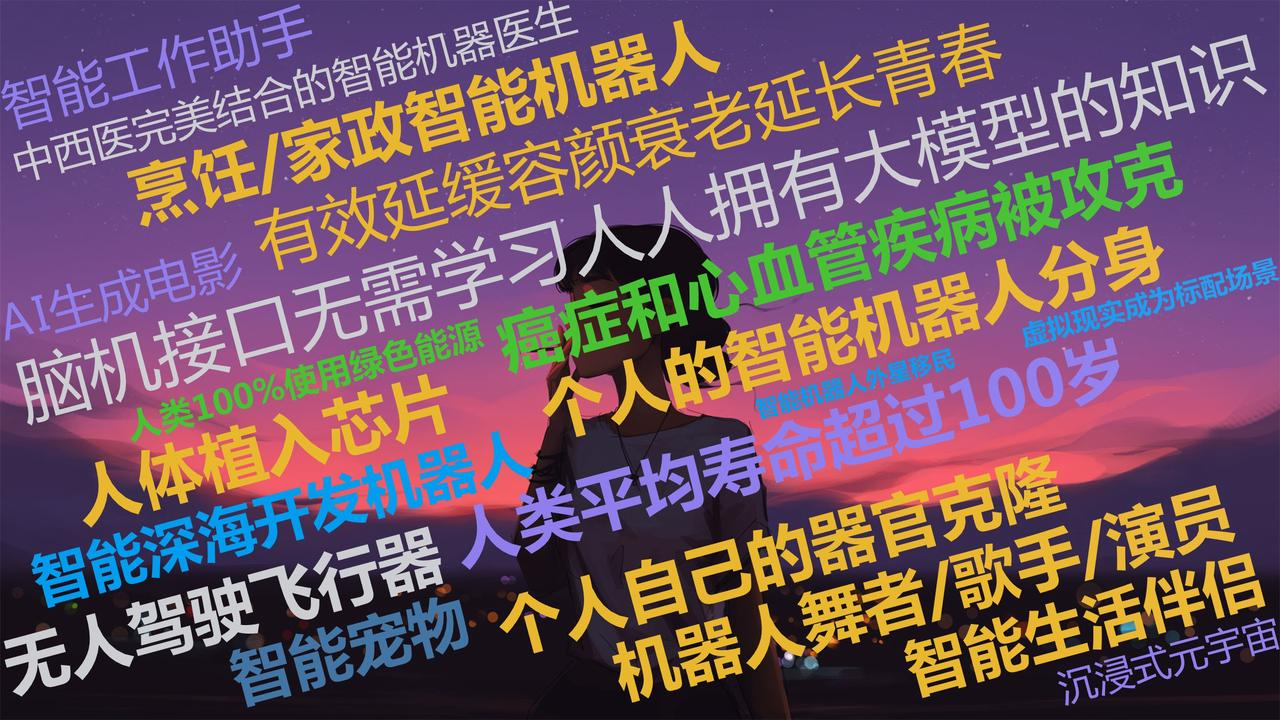 智能工作助手
中西医完美结合的智能机器医生
烹饪/家政智能机器人
有效延缓容颜衰老延长青春
AI生成电影
脑机接口无需学习人人拥有大模型的知识
人类100%使用绿色能源
癌症和心血管疾病被攻克
人体植入芯片
个人的智能机器人分身
虚拟现实成为标配场景
智能机器人外星移民
智能深海开发机器人
人类平均寿命超过100岁
无人驾驶飞行器
智能宠物
个人自己的器官克隆
机器人舞者/歌手/演员
智能生活伴侣
沉浸式元宇宙